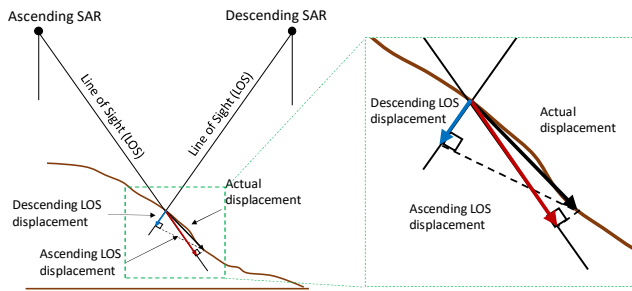 Ascending SAR
Descending SAR
Line of Sight (LOS)
Line of Sight (LOS)
Descending LOS
displacement
Actual
displacement
Ascending LOS
displacement
Descending LOS
displacement
Actual
displacement
Ascending LOS
displacement